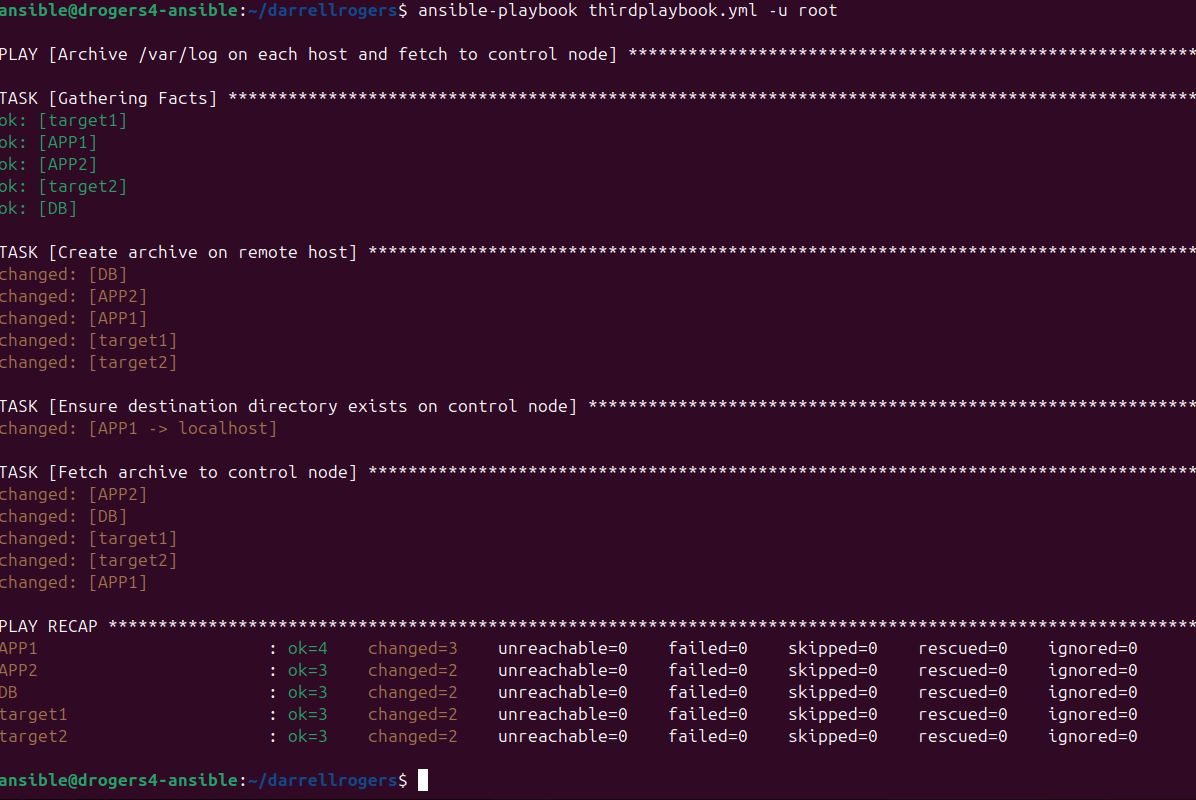 ansible@drogers4-ansible:~/darrellrogers$ ansible-playbook thirdplaybook.yml -u root
PLAY [Archive /var/log on each host and fetch to control node] *********************************************************
TASK [Gathering Facts] *************************************************************************************************
ok: [target1]
ok: [APP1]
ok: [APP2]
ok: [target2]
ok: [DB]
TASK [Create archive on remote host] ***********************************************************************************
changed: [DB]
changed: [APP2]
changed: [APP1]
changed: [target1]
changed: [target2]
TASK [Ensure destination directory exists on control node] *************************************************************
changed: [APP1 -> localhost]
TASK [Fetch archive to control node] ***********************************************************************************
changed: [APP2]
changed: [DB]
changed: [target1]
changed: [target2]
changed: [APP1]
PLAY RECAP *************************************************************************************************************
APP1                       : ok=4    changed=3    unreachable=0    failed=0    skipped=0    rescued=0    ignored=0
APP2                       : ok=3    changed=2    unreachable=0    failed=0    skipped=0    rescued=0    ignored=0
DB                         : ok=3    changed=2    unreachable=0    failed=0    skipped=0    rescued=0    ignored=0
target1                    : ok=3    changed=2    unreachable=0    failed=0    skipped=0    rescued=0    ignored=0
target2                    : ok=3    changed=2    unreachable=0    failed=0    skipped=0    rescued=0    ignored=0
ansible@drogers4-ansible:~/darrellrogers$